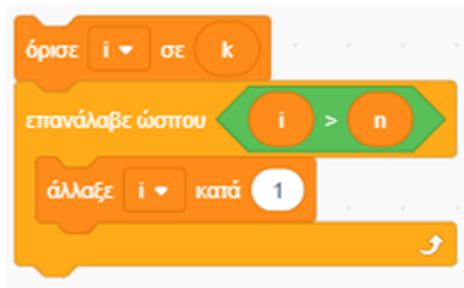 όρισε i σε k
επανάλαβε ώσπου i > n
άλλαξε i κατά 1